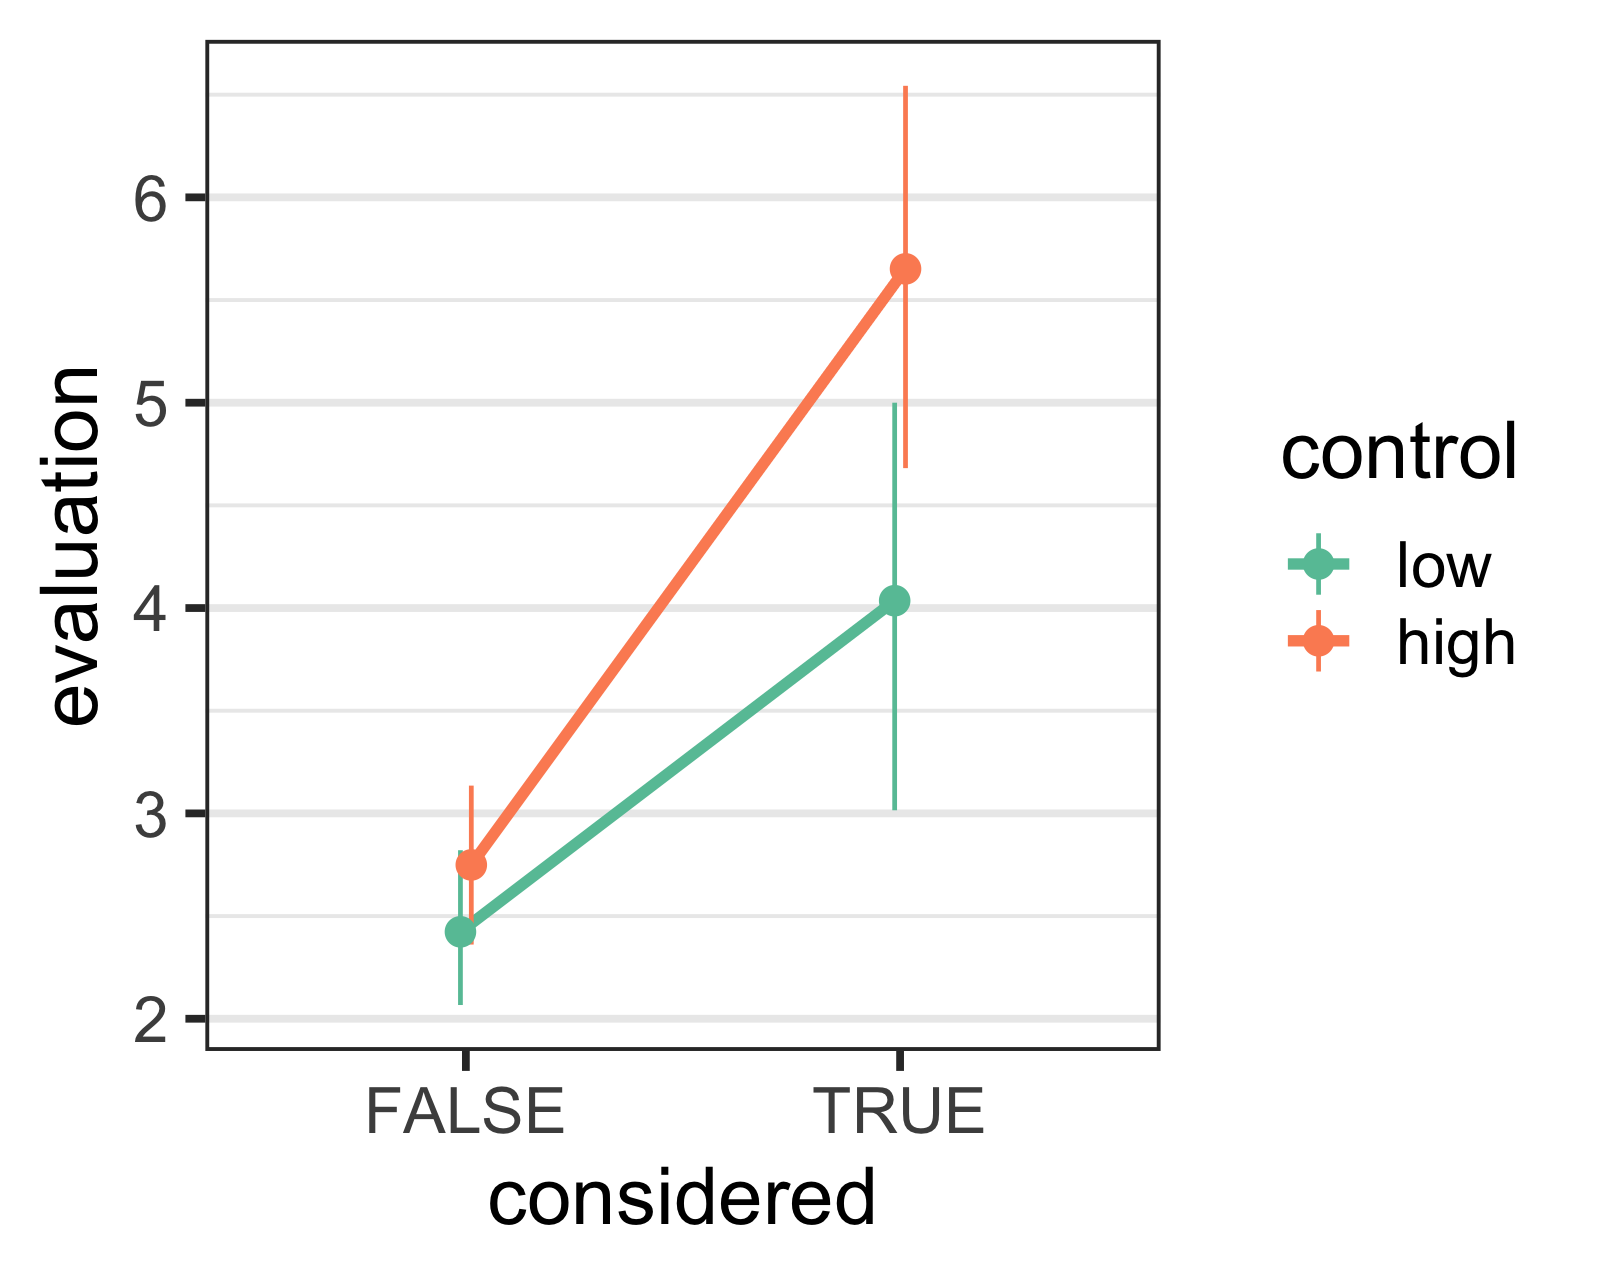 evaluation
6
5
4
3
2
FALSE TRUE
considered
control
low
high